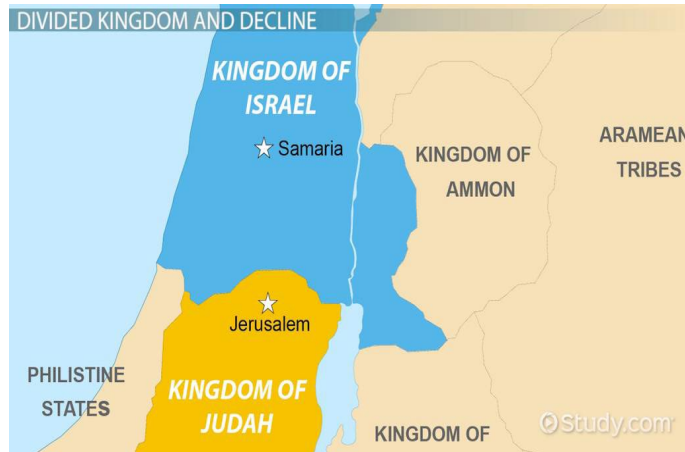 DIVIDED KINGDOM AND DECLINE
KINGDOM OF
ISRAEL
Samaria
KINGDOM OF
AMMON
ARAMEAN
TRIBES
Jerusalem
PHILISTINE
STATES
KINGDOM OF
JUDAH
KINGDOM OF
Study.com